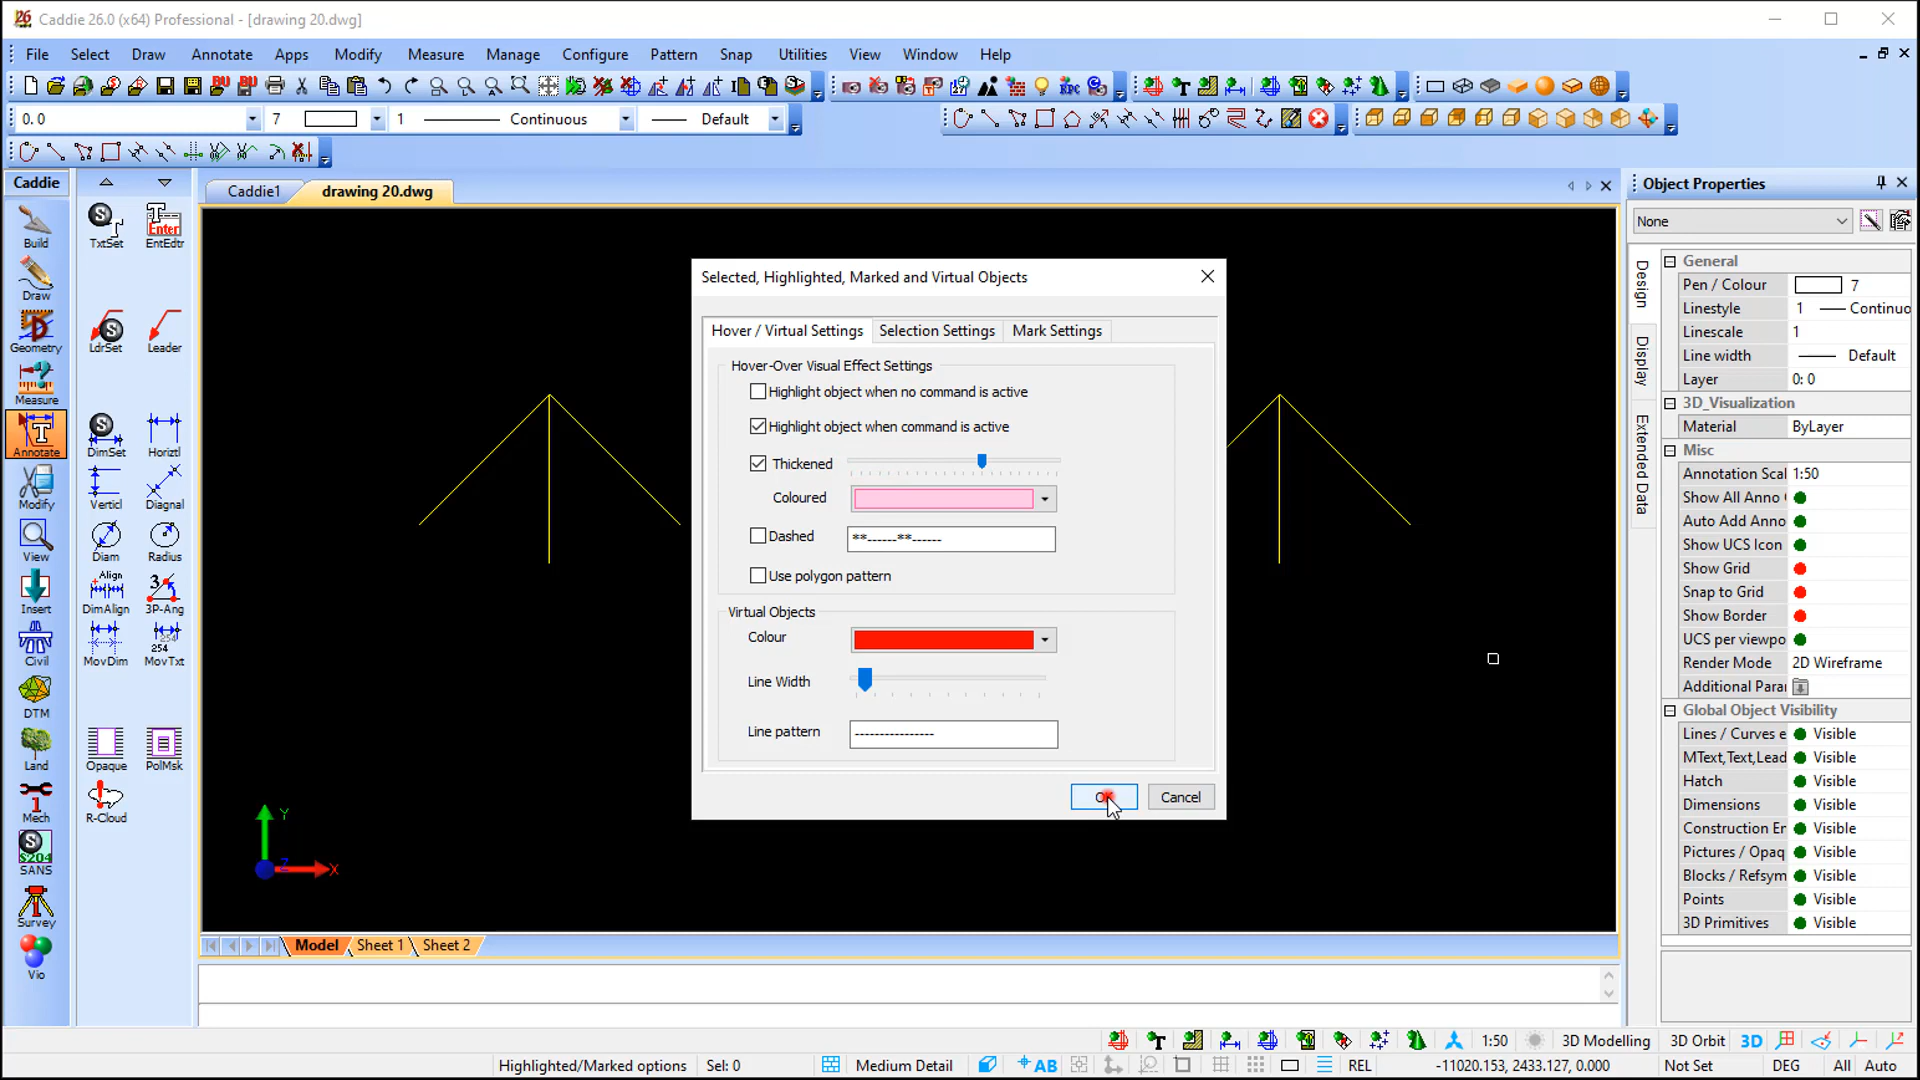 Caddie 26.0 (x64) Professional - [drawing 20.dwg]
File Select Draw Annotate Apps Modify Measure Manage Configure Pattern Snap Utilities View Window Help
0. 0 7 1 Continuous Default
Caddie
Caddie1 drawing 20.dwg
Object Properties
Build
Draw
Geometry
Measure
Annotate
Modify
View
Insert
Civil
DTM
Land
Mech
SANS
Survey
Vio
TxtSet EntEdtr
LdrSet Leader
DimSet Horiztl
Verticl Diagnal
Diam Radius
DimAlign 3P-Ang
MovDim MovTxt
Opaque PolMsk
R-Cloud
Selected, Highlighted, Marked and Virtual Objects
Hover / Virtual Settings Selection Settings Mark Settings
Hover-Over Visual Effect Settings
Highlight object when no command is active
Highlight object when command is active
Thickened
Coloured
Dashed **------**------
Use polygon pattern
Virtual Objects
Colour
Line Width
Line pattern ----------------
OK Cancel
Y
Z
X
None
Design
Display
Extended Data
General
Pen / Colour 7
Linestyle 1 Continuo
Linescale 1
Line width Default
Layer 0: 0
3D_Visualization
Material ByLayer
Misc
Annotation Scal 1:50
Show All Anno
Auto Add Anno
Show UCS Icon
Show Grid
Snap to Grid
Show Border
UCS per viewpo
Render Mode 2D Wireframe
Additional Parar
Global Object Visibility
Lines / Curves e Visible
MText,Text,Lead Visible
Hatch Visible
Dimensions Visible
Construction Er Visible
Pictures / Opaq Visible
Blocks / Refsym Visible
Points Visible
3D Primitives Visible
Model Sheet 1 Sheet 2
1:50 3D Modelling 3D Orbit 3D
Highlighted/Marked options Sel: 0 Medium Detail AB REL -11020.153, 2433.127, 0.000 Not Set DEG All Auto